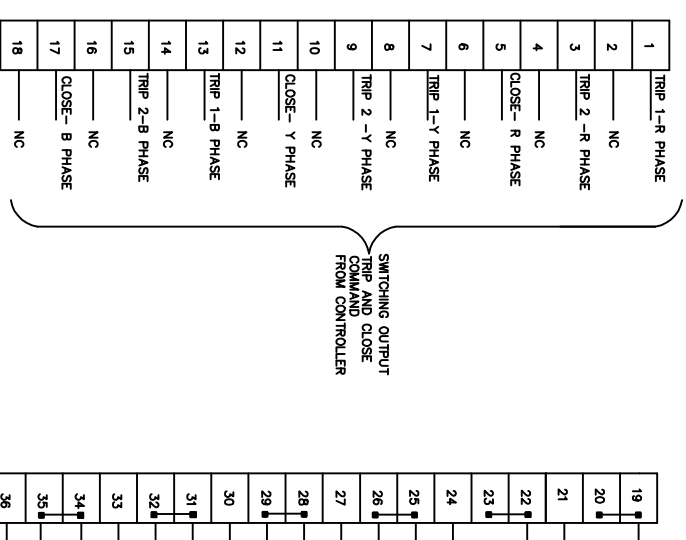 1
2
3
4
5
6
7
8
9
10
11
12
13
14
15
16
17
18
TRIP 1-R PHASE
NC
TRIP 2 -R PHASE
NC
CLOSE- R PHASE
NC
TRIP 1-Y PHASE
NC
TRIP 2 -Y PHASE
NC
CLOSE- Y PHASE
NC
TRIP 1-B PHASE
NC
TRIP 2-B PHASE
NC
CLOSE- B PHASE
NC
SWITCHING OUTPUT
TRIP AND CLOSE
COMMAND
FROM CONTROLLER
19
20
21
22
23
24
25
26
27
28
29
30
31
32
33
34
35
36